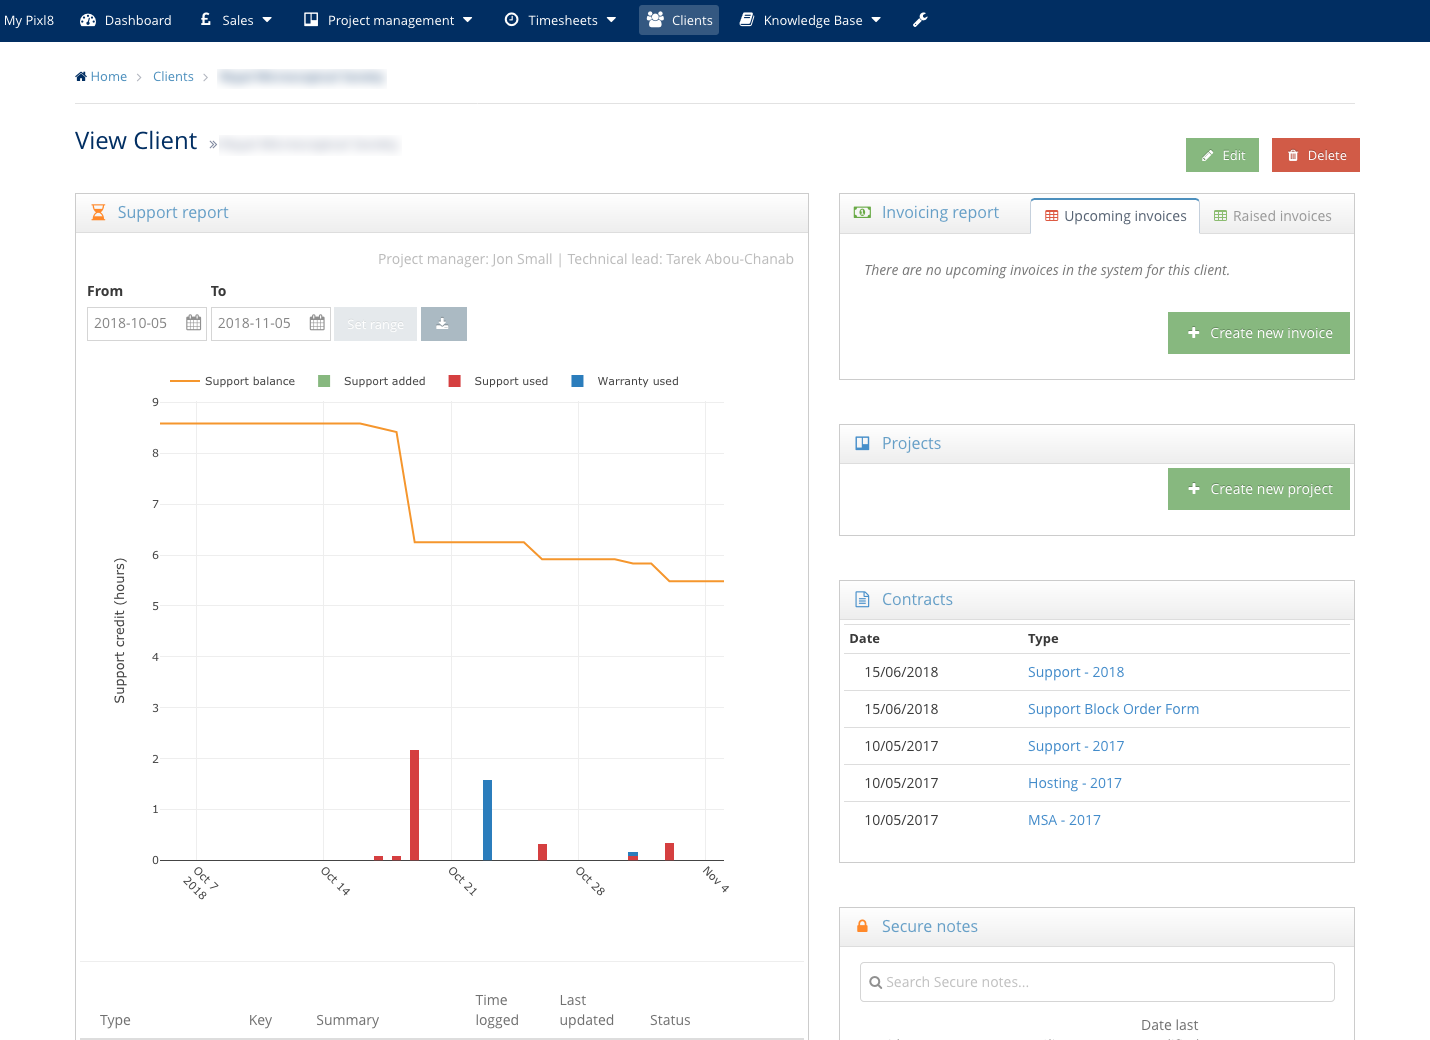 My Pixl8 Dashboard Sales Project management Timesheets Clients Knowledge Base
Home Clients
View Client »
Edit Delete
Support report
Project manager: Jon Small | Technical lead: Tarek Abou-Chanab
From To
2018-10-05 2018-11-05 Set range
Support balance Support added Support used Warranty used
Support credit (hours)
9
8
7
6
5
4
3
2
1
0
Oct 7
2018
Oct 14
Oct 21
Oct 28
Nov 4
Type Key Summary Time logged Last updated Status
Invoicing report Upcoming invoices Raised invoices
There are no upcoming invoices in the system for this client.
Create new invoice
Projects
Create new project
Contracts
Date Type
15/06/2018 Support - 2018
15/06/2018 Support Block Order Form
10/05/2017 Support - 2017
10/05/2017 Hosting - 2017
10/05/2017 MSA - 2017
Secure notes
Search Secure notes...
Date last